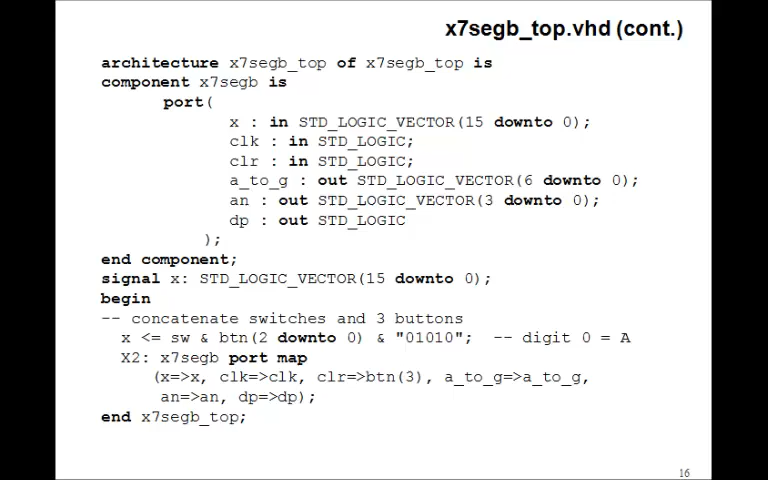 x7segb_top.vhd (cont.)
architecture x7segb_top of x7segb_top is
component x7segb is
port(
x : in STD_LOGIC_VECTOR(15 downto 0);
clk : in STD_LOGIC;
clr : in STD_LOGIC;
a_to_g : out STD_LOGIC_VECTOR(6 downto 0);
an : out STD_LOGIC_VECTOR(3 downto 0);
dp : out STD_LOGIC
);
end component;
signal x: STD_LOGIC_VECTOR(15 downto 0);
begin
-- concatenate switches and 3 buttons
x <= sw & btn(2 downto 0) & "01010"; -- digit 0 = A
X2: x7segb port map
(x=>x, clk=>clk, clr=>btn(3), a_to_g=>a_to_g,
an=>an, dp=>dp);
end x7segb_top;
16